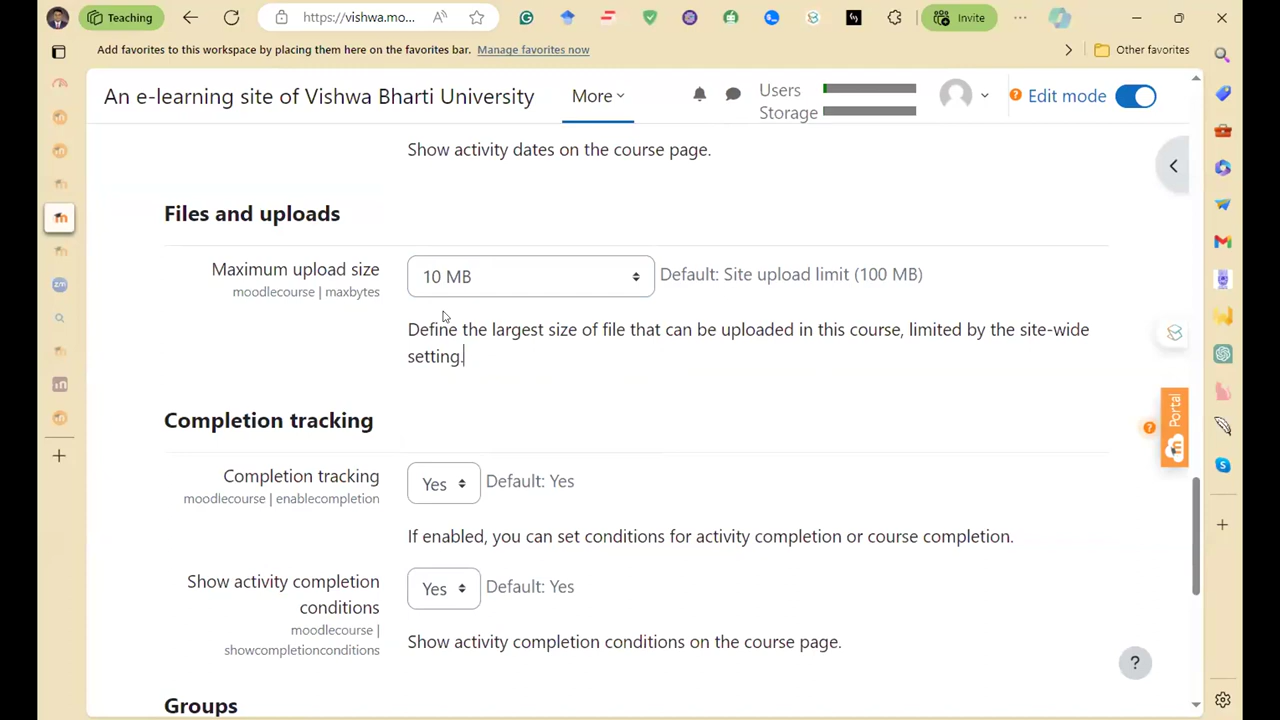 Teaching
https://vishwa.mo...
Invite
Add favorites to this workspace by placing them here on the favorites bar. Manage favorites now
Other favorites
An e-learning site of Vishwa Bharti University
More
Users
Storage
Edit mode
Show activity dates on the course page.
Files and uploads
Maximum upload size
moodlecourse | maxbytes
10 MB
Default: Site upload limit (100 MB)
Define the largest size of file that can be uploaded in this course, limited by the site-wide
setting.
Portal
Completion tracking
Completion tracking
moodlecourse | enablecompletion
Yes
Default: Yes
If enabled, you can set conditions for activity completion or course completion.
Show activity completion
conditions
moodlecourse |
showcompletionconditions
Yes
Default: Yes
Show activity completion conditions on the course page.
?
Groups